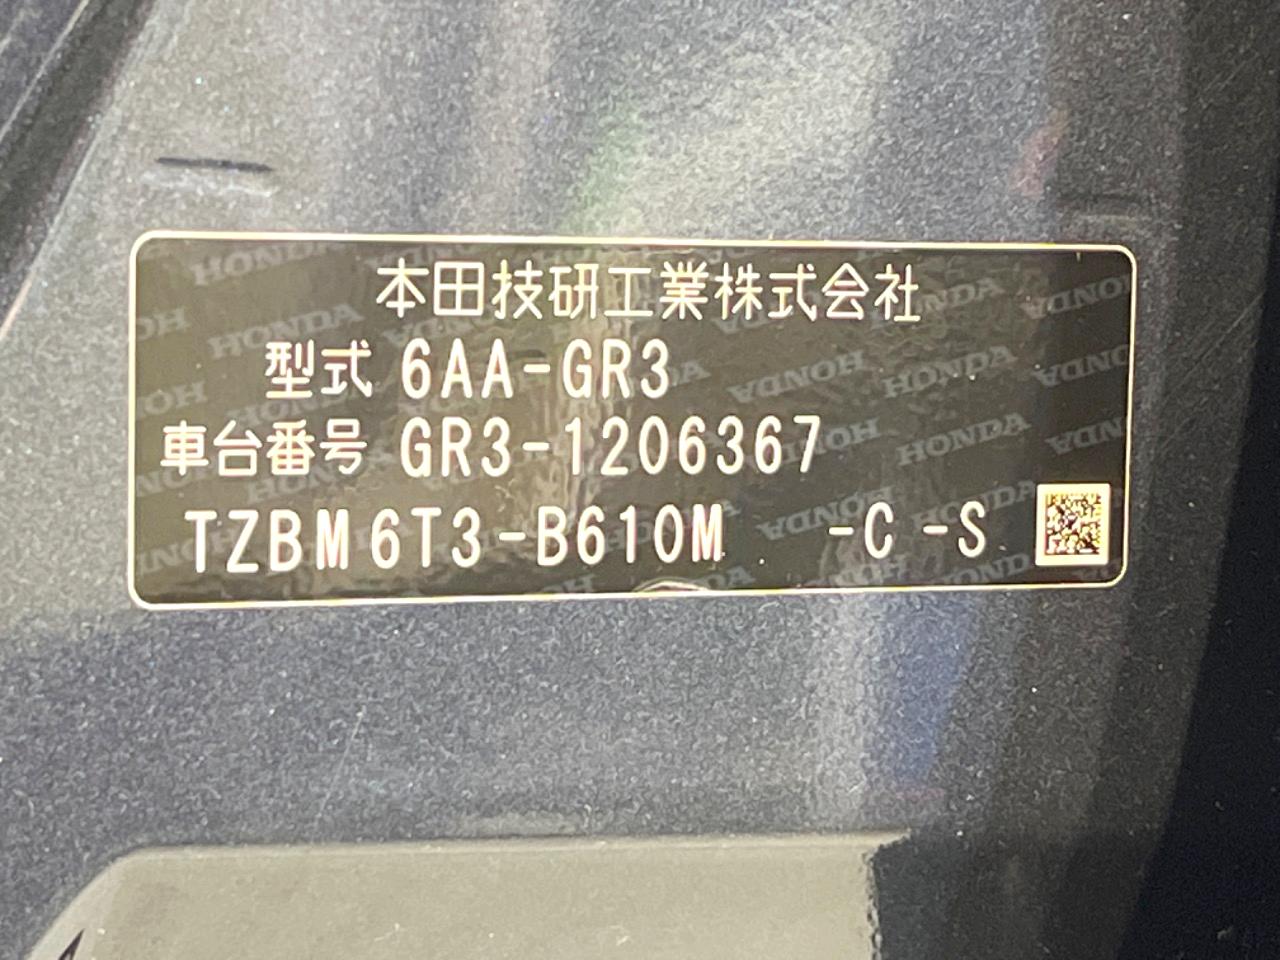 本田技研工業株式会社
型式 6AA-GR3
車台番号 GR3-1206367
TZBM6T3-B610M -C -S